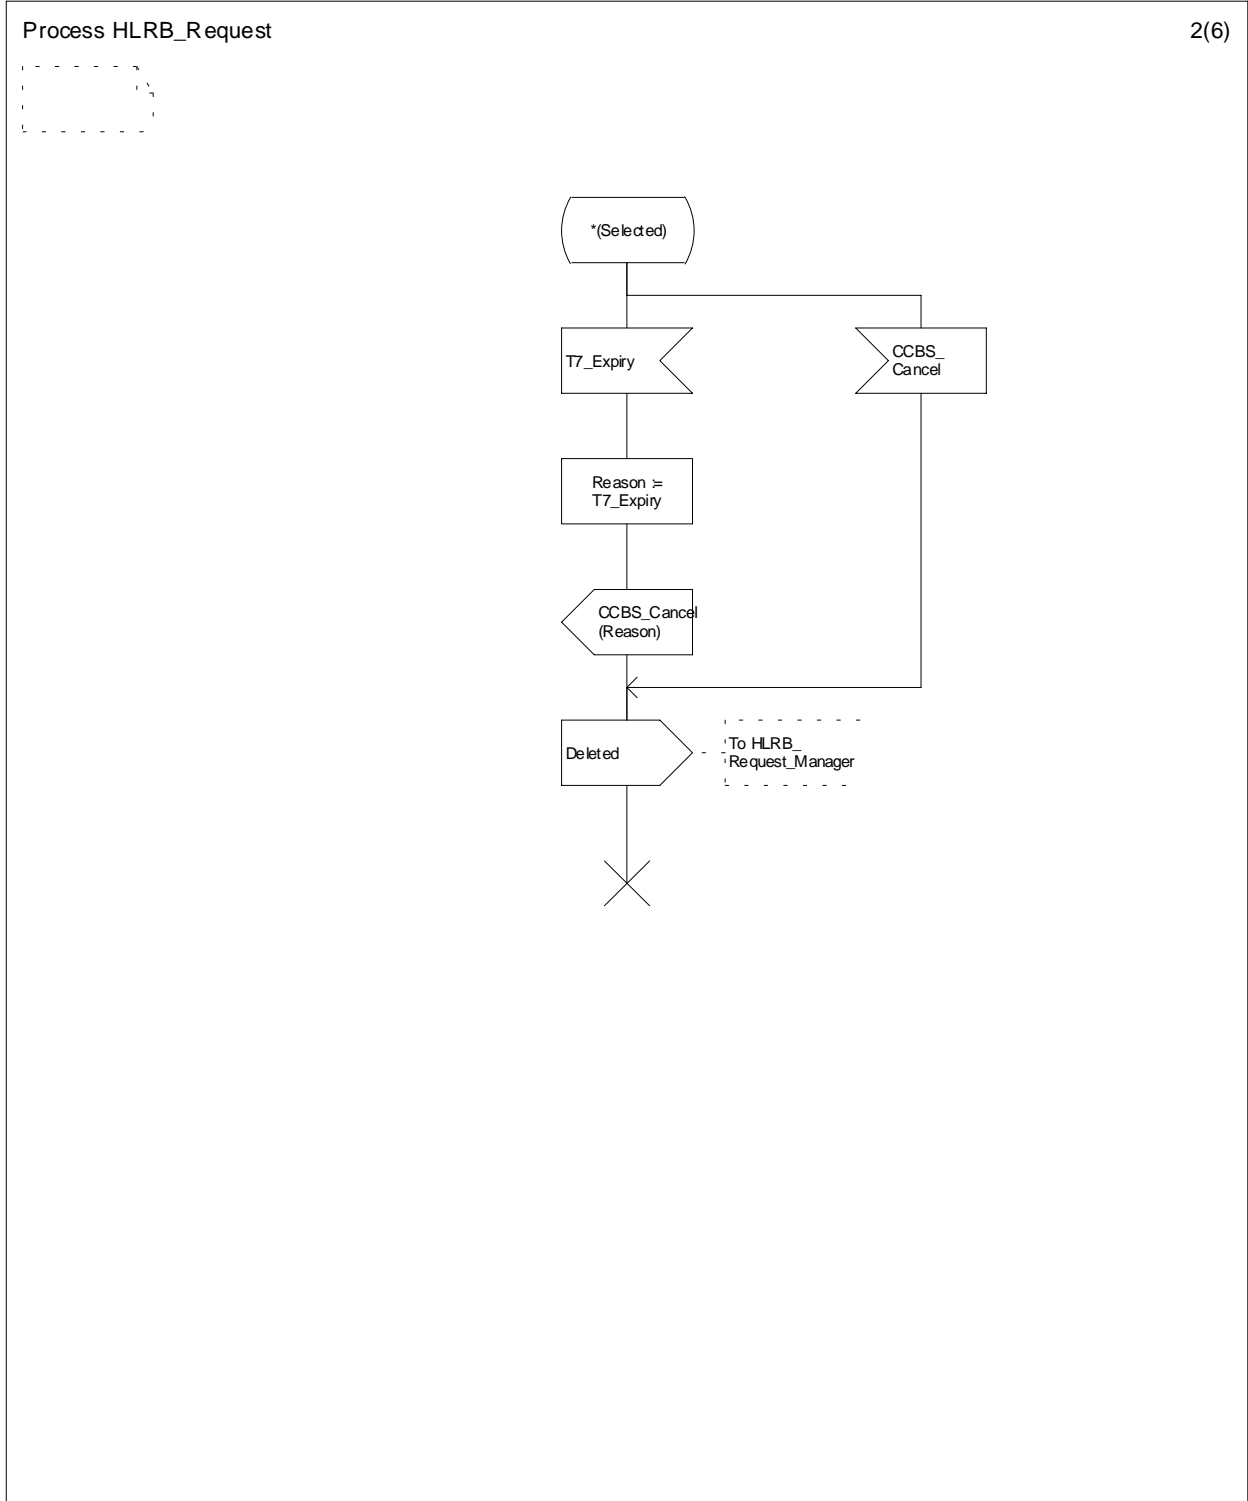 Process HLRB_Request
2(6)
*(Selected)
T7_Expiry
CCBS_
Cancel
Reason :=
T7_Expiry
CCBS_Cancel
(Reason)
Deleted
To HLRB_
Request_Manager